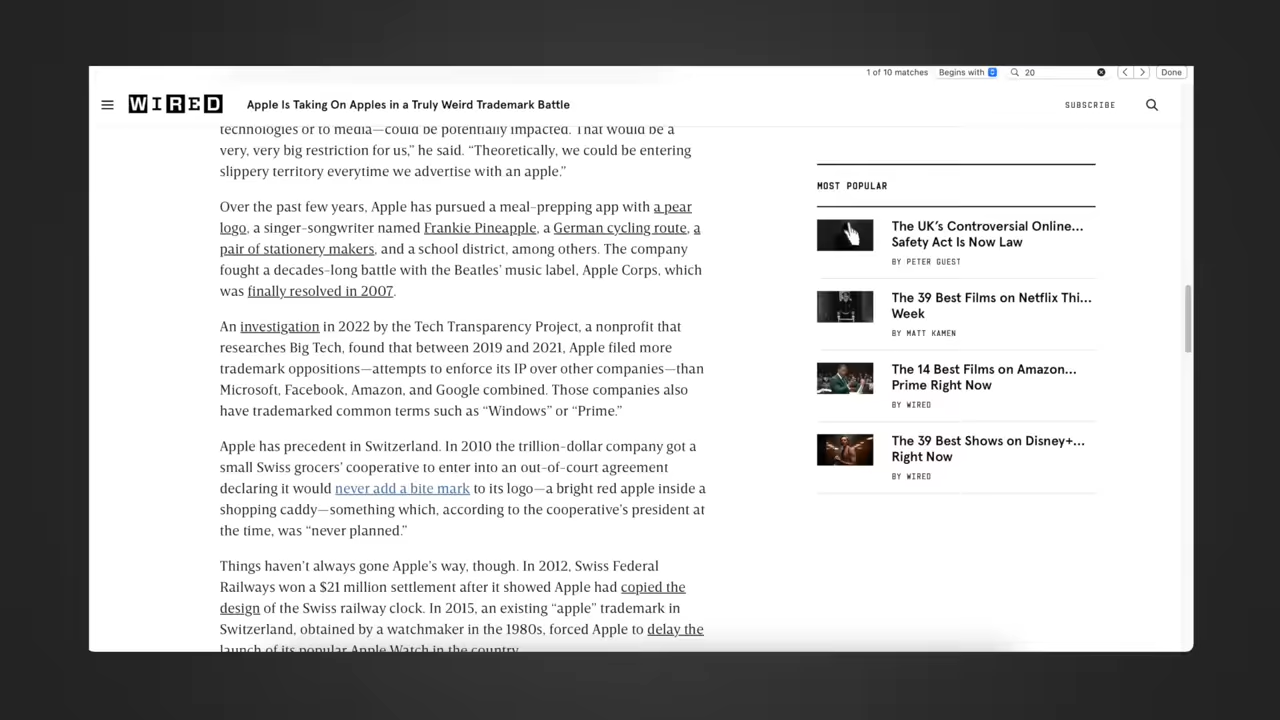 1 of 10 matches Begins with 20 Done
WIRED Apple Is Taking On Apples in a Truly Weird Trademark Battle SUBSCRIBE
technologies or to media—could be potentially impacted. That would be a
very, very big restriction for us,” he said. “Theoretically, we could be entering
slippery territory everytime we advertise with an apple.”
Over the past few years, Apple has pursued a meal-prepping app with a pear
logo, a singer-songwriter named Frankie Pineapple, a German cycling route, a
pair of stationery makers, and a school district, among others. The company
fought a decades-long battle with the Beatles’ music label, Apple Corps, which
was finally resolved in 2007.
An investigation in 2022 by the Tech Transparency Project, a nonprofit that
researches Big Tech, found that between 2019 and 2021, Apple filed more
trademark oppositions—attempts to enforce its IP over other companies—than
Microsoft, Facebook, Amazon, and Google combined. Those companies also
have trademarked common terms such as “Windows” or “Prime.”
Apple has precedent in Switzerland. In 2010 the trillion-dollar company got a
small Swiss grocers’ cooperative to enter into an out-of-court agreement
declaring it would never add a bite mark to its logo—a bright red apple inside a
shopping caddy—something which, according to the cooperative’s president at
the time, was “never planned.”
Things haven’t always gone Apple’s way, though. In 2012, Swiss Federal
Railways won a $21 million settlement after it showed Apple had copied the
design of the Swiss railway clock. In 2015, an existing “apple” trademark in
Switzerland, obtained by a watchmaker in the 1980s, forced Apple to delay the
launch of its popular Apple Watch in the country.
MOST POPULAR
The UK’s Controversial Online...
Safety Act Is Now Law
BY PETER GUEST
The 39 Best Films on Netflix Thi...
Week
BY MATT KAMEN
The 14 Best Films on Amazon...
Prime Right Now
BY WIRED
The 39 Best Shows on Disney+...
Right Now
BY WIRED